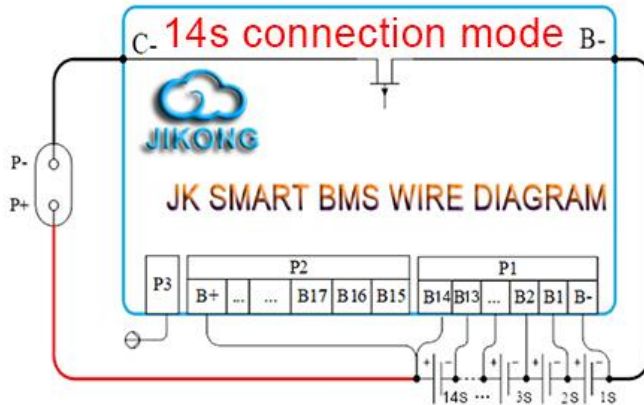 14s connection mode
C-
B-
JIKONG
P-
P+
JK SMART BMS WIRE DIAGRAM
P3
P2
P1
B+ ... ... B17 B16 B15
B14 B13 ... B2 B1 B-
+ - + - + - + -
14S ... 3S 2S 1S